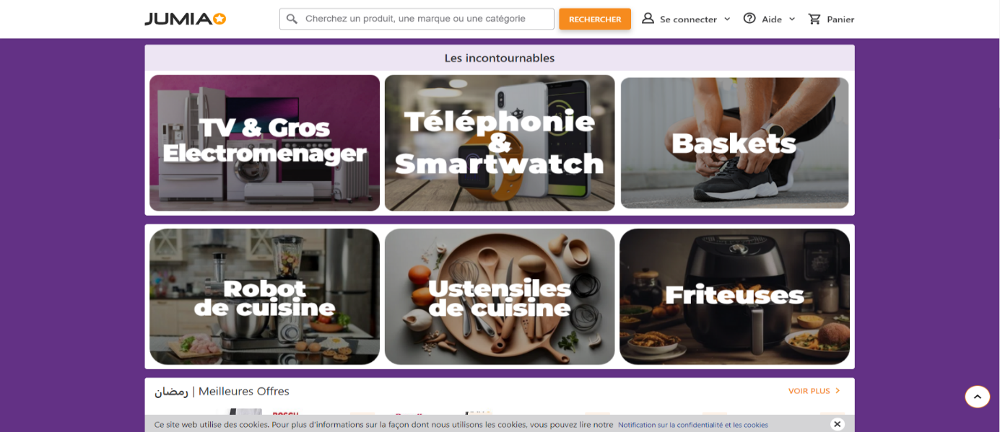 JUMIA
Cherchez un produit, une marque ou une catégorie
RECHERCHER
Se connecter
Aide
Panier
Les incontournables
TV & Gros
Electromenager
Téléphonie
&
Smartwatch
Baskets
Robot
de cuisine
Ustensiles
de cuisine
Friteuses
رمضان | Meilleures Offres
VOIR PLUS
Ce site web utilise des cookies. Pour plus d'informations sur la façon dont nous utilisons les cookies, vous pouvez lire notre Notification sur la confidentialité et les cookies